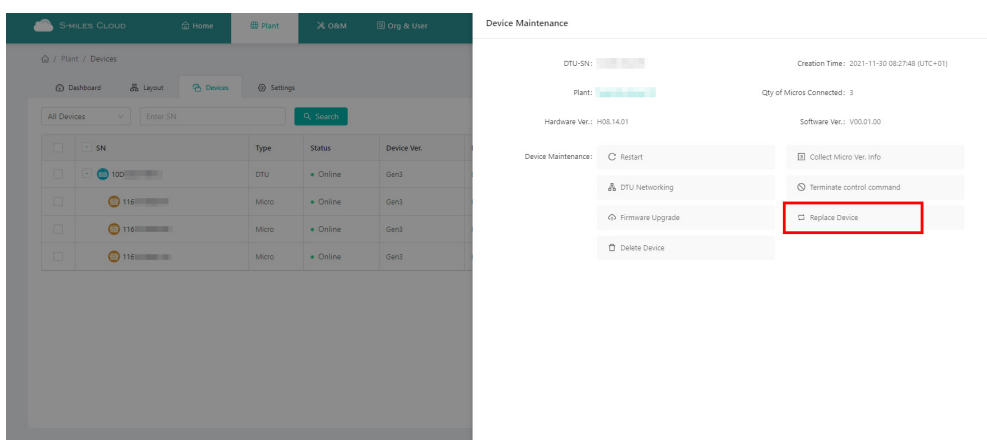 S-MILES CLOUD
Home
Plant
O&M
Org & User
/ Plant / Devices
Dashboard
Layout
Devices
Settings
All Devices
Enter SN
Search
SN Type Status Device Ver.
10D DTU Online Gen3
116 Micro Online Gen3
116 Micro Online Gen3
116 Micro Online Gen3
Device Maintenance
DTU-SN: Creation Time: 2021-11-30 08:27:48 (UTC+01)
Plant: Qty of Micros Connected: 3
Hardware Ver.: H08.14.01 Software Ver.: V00.01.00
Device Maintenance: Restart Collect Micro Ver. Info
DTU Networking Terminate control command
Firmware Upgrade Replace Device
Delete Device